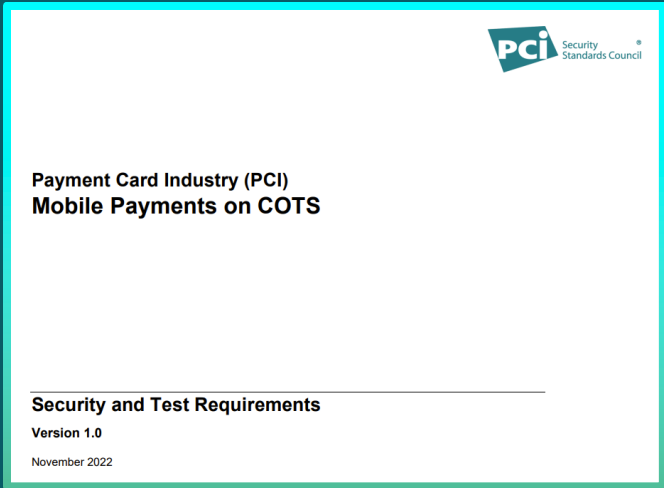 PCI Security
Standards Council
®
Payment Card Industry (PCI)
Mobile Payments on COTS
Security and Test Requirements
Version 1.0
November 2022